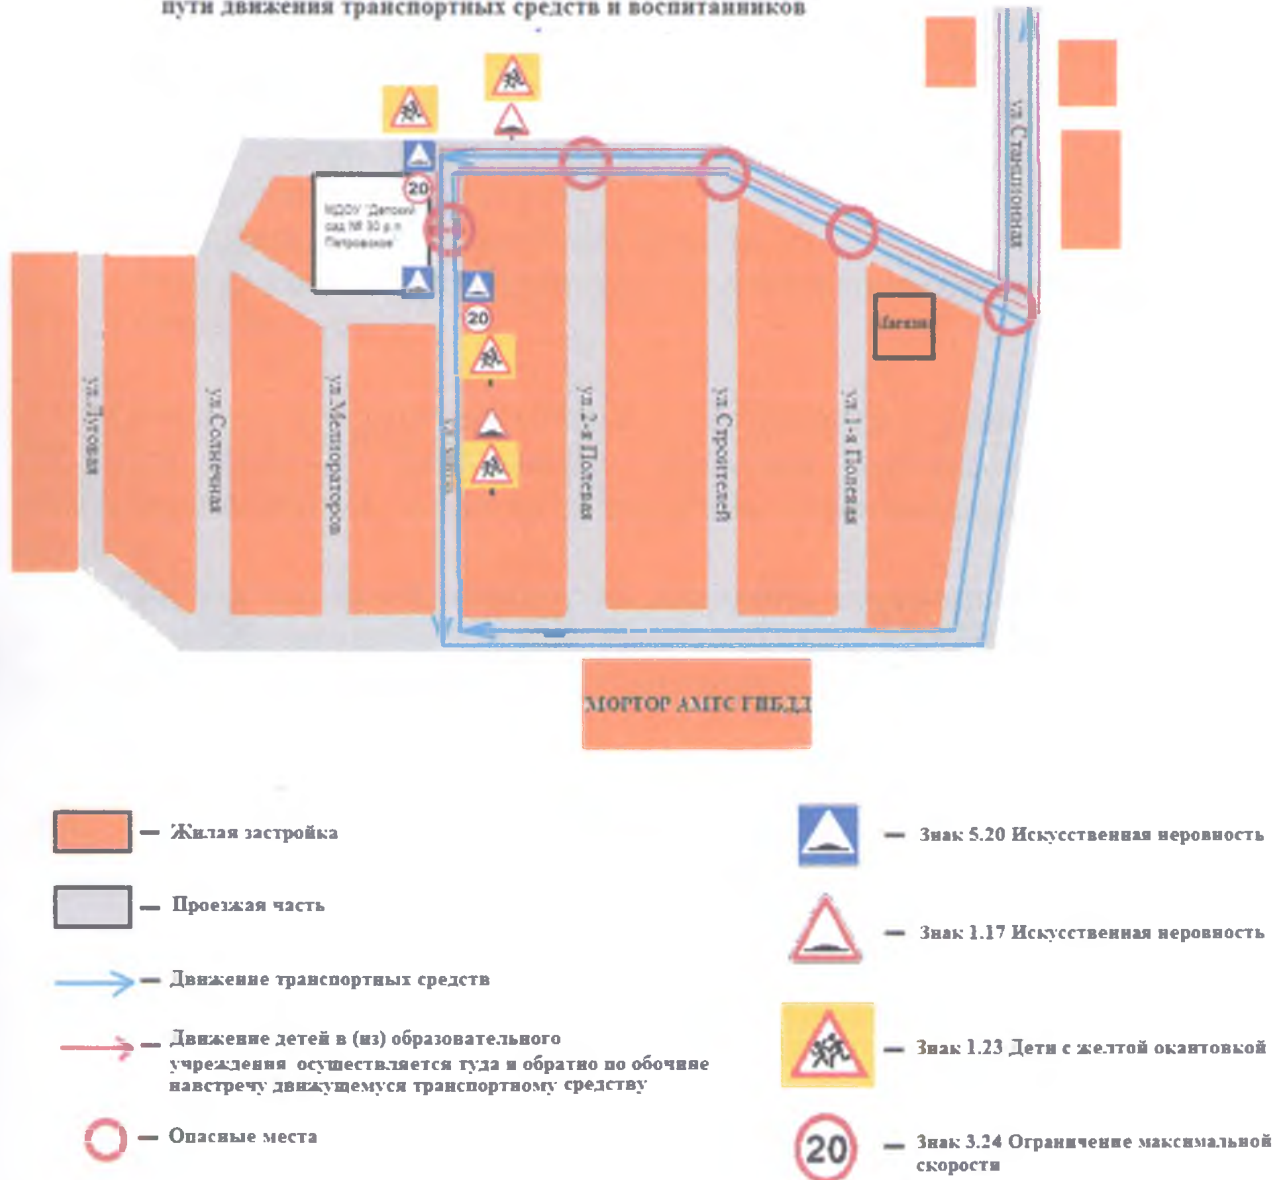 пути движения транспортных средств и воспитанников
20
МДОУ "Детский
сад № 30 р.п
Петровское"
20
ул.Станционная
Магазин
ул.Луговая
ул.Солнечная
ул.Мелиораторов
ул.
ул.2-я Полевая
ул.Строителей
ул.1-я Полевая
МОРТОР АМТС ГИБДД
— Жилая застройка
— Проезжая часть
— Движение транспортных средств
— Движение детей в (из) образовательного
учреждения осуществляется туда и обратно по обочине
навстречу движущемуся транспортному средству
— Опасные места
— Знак 5.20 Искусственная неровность
— Знак 1.17 Искусственная неровность
— Знак 1.23 Дети с желтой окантовкой
20 — Знак 3.24 Ограничение максимальной
скорости